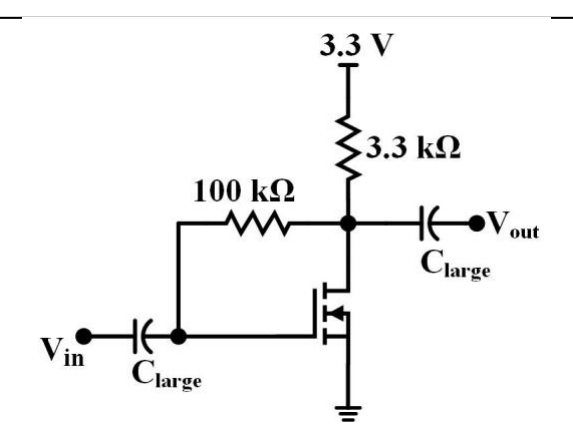 3.3 V
3.3 kΩ
100 kΩ
Vout
Clarge
Vin
Clarge